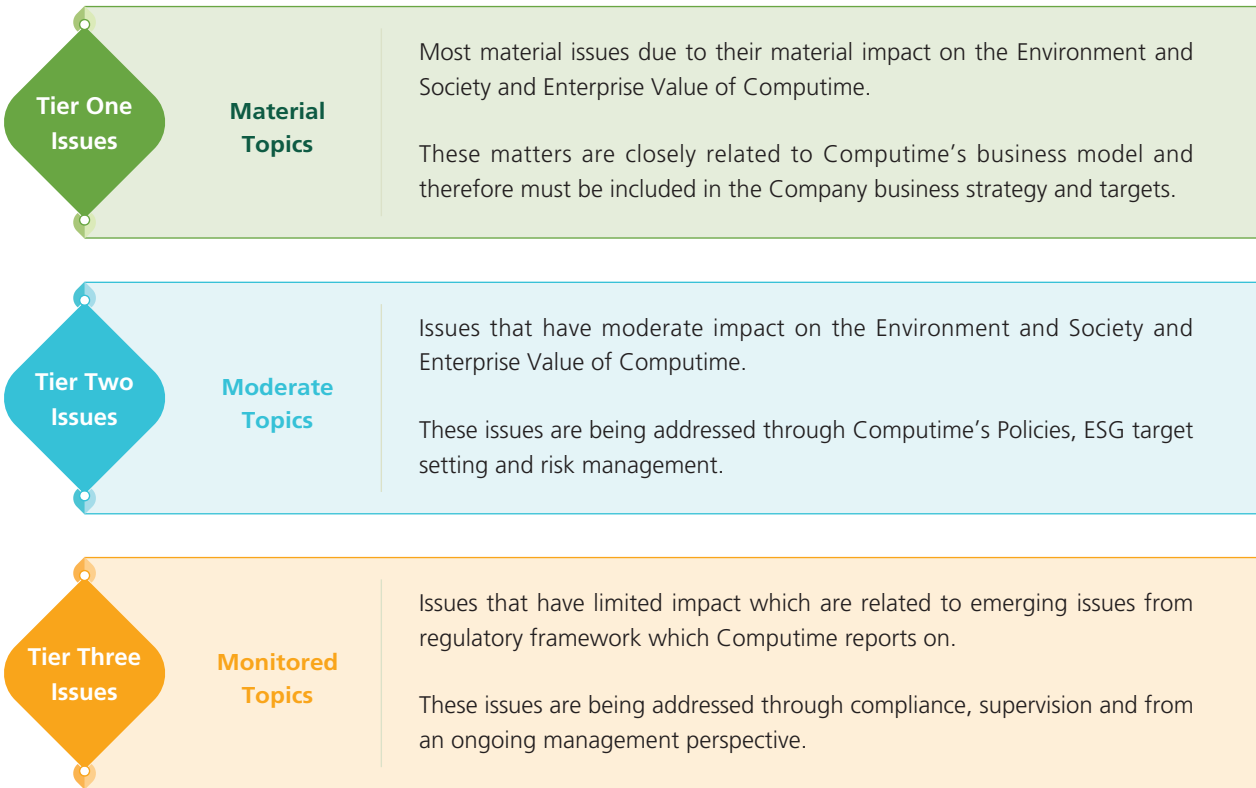 Tier One
Issues
Material
Topics
Most material issues due to their material impact on the Environment and
Society and Enterprise Value of Computime.
These matters are closely related to Computime’s business model and
therefore must be included in the Company business strategy and targets.
Tier Two
Issues
Moderate
Topics
Issues that have moderate impact on the Environment and Society and
Enterprise Value of Computime.
These issues are being addressed through Computime’s Policies, ESG target
setting and risk management.
Tier Three
Issues
Monitored
Topics
Issues that have limited impact which are related to emerging issues from
regulatory framework which Computime reports on.
These issues are being addressed through compliance, supervision and from
an ongoing management perspective.